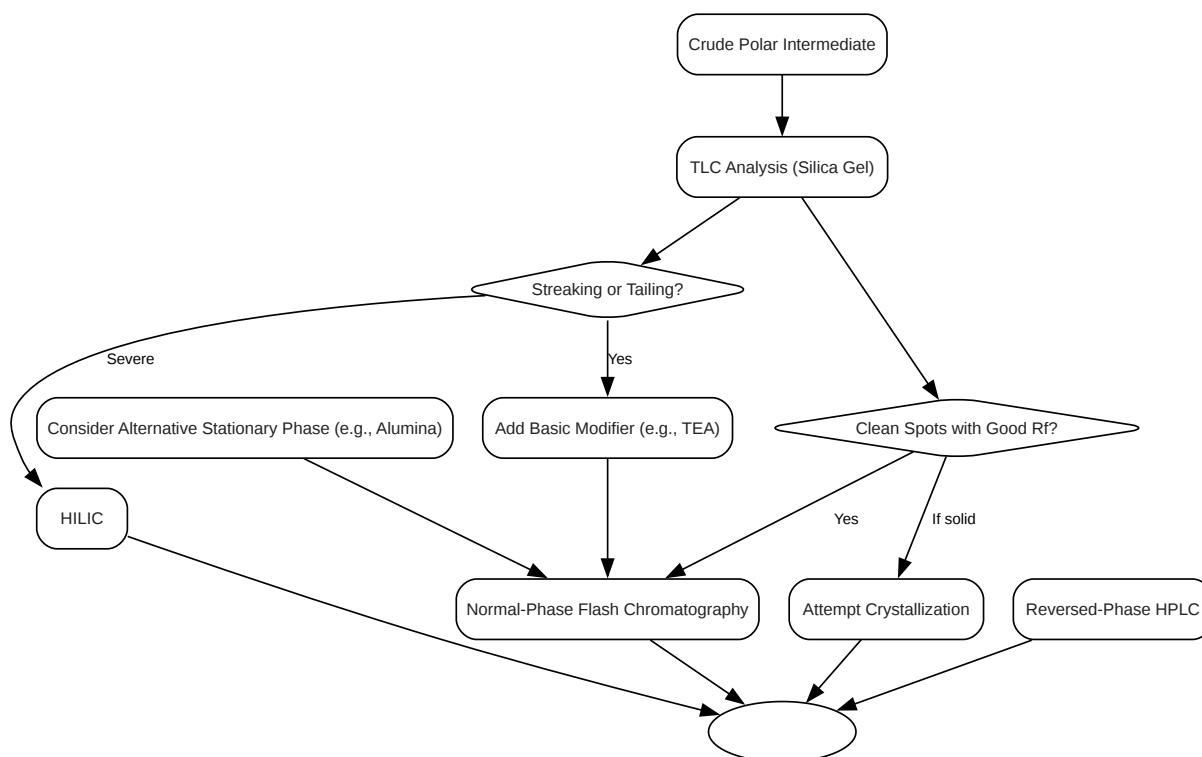 Crude Polar Intermediate
TLC Analysis (Silica Gel)
Streaking or Tailing?
Severe
Yes
Consider Alternative Stationary Phase (e.g., Alumina)
Add Basic Modifier (e.g., TEA)
Clean Spots with Good Rf?
HILIC
Yes
If solid
Normal-Phase Flash Chromatography
Attempt Crystallization
Reversed-Phase HPLC